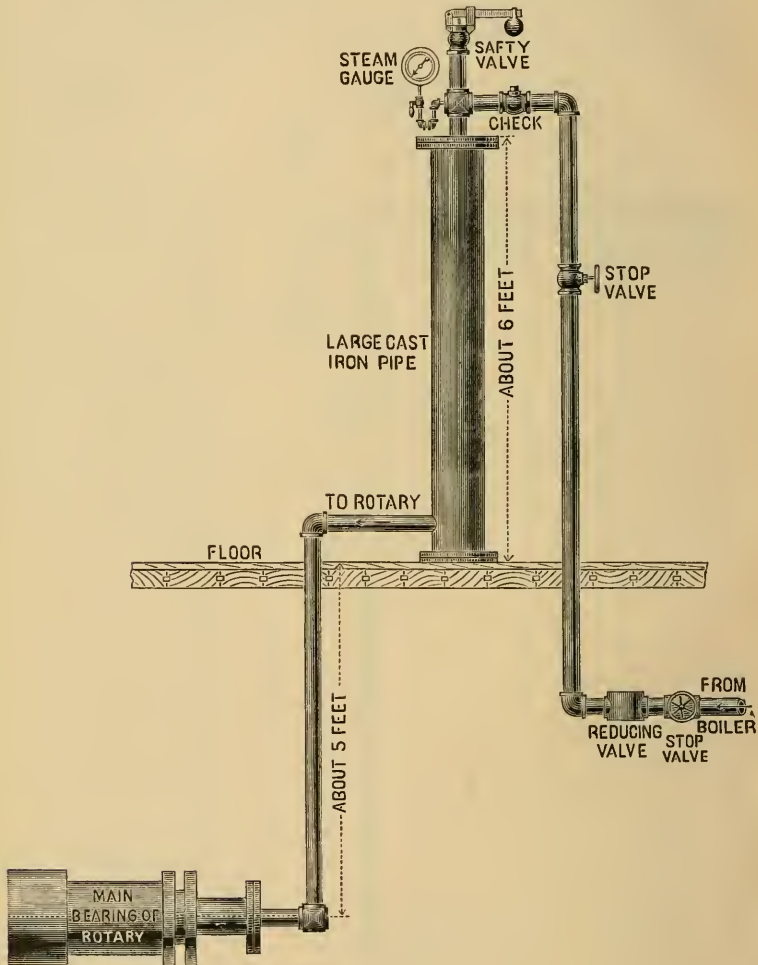 SAFTY
VALVE
STEAM
GAUGE
CHECK
STOP
VALVE
ABOUT 6 FEET
LARGE CAST
IRON PIPE
TO ROTARY
FLOOR
ABOUT 5 FEET
FROM
BOILER
REDUCING
VALVE
STOP
VALVE
MAIN
BEARING OF
ROTARY